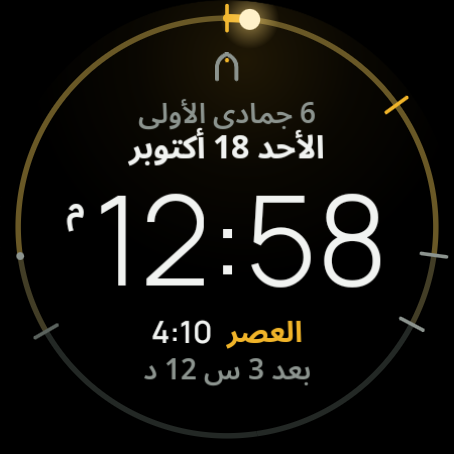 6 جمادى الأولى
الأحد 18 أكتوبر
12:58 م
العصر 4:10
بعد 3 س 12 د